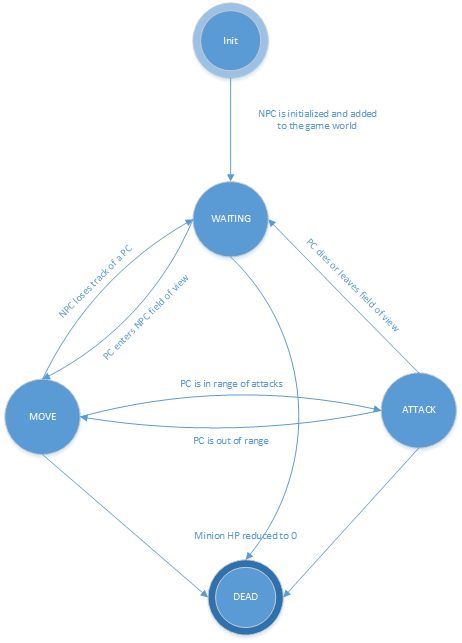 Init
NPC is initialized and added
to the game world
WAITING
NPC loses track of a PC
PC enters NPC field of view
PC dies or leaves field of view
PC is in range of attacks
MOVE
ATTACK
PC is out of range
Minion HP reduced to 0
DEAD